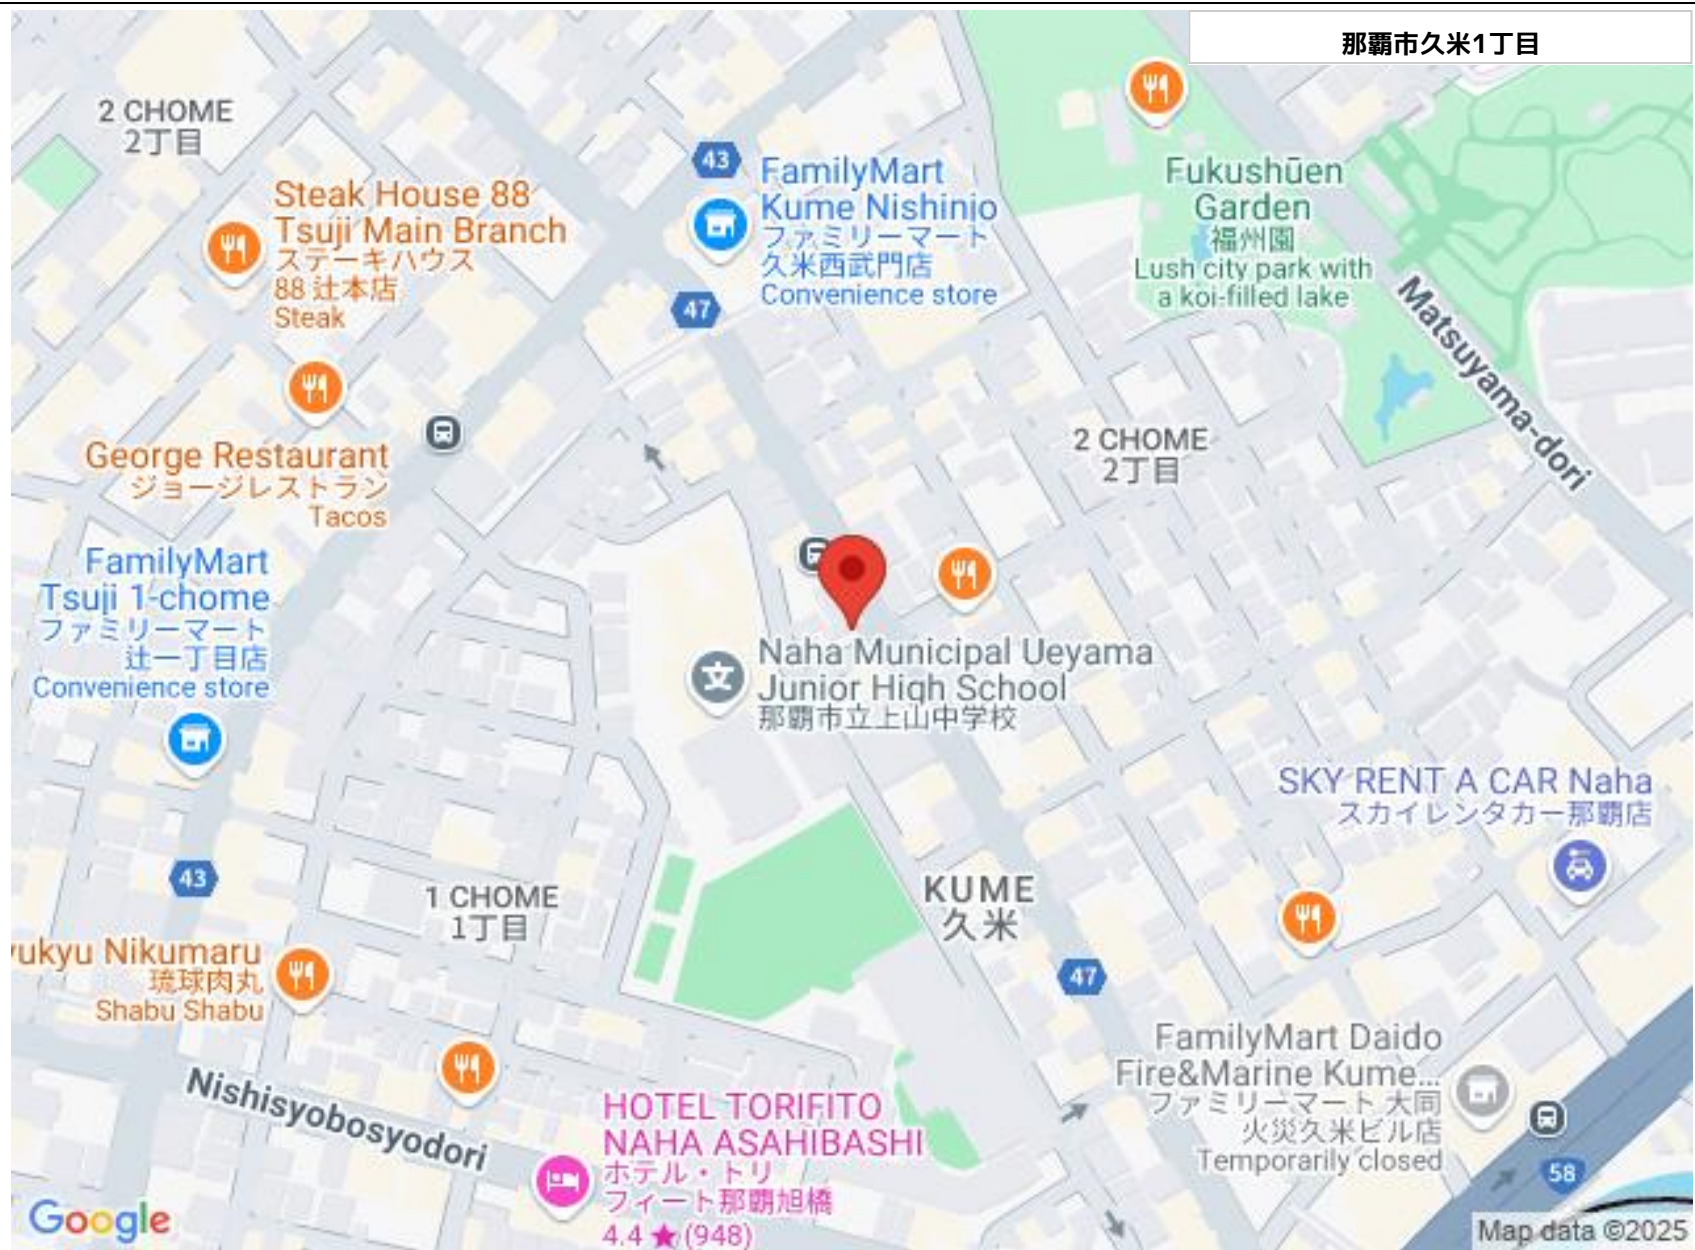 那覇市久米1丁目
2 CHOME
2丁目
43
FamilyMart
Kume Nishinjo
ファミリーマート
久米西武門店
Convenience store
Fukushūen
Garden
福州園
Lush city park with
a koi-filled lake
Steak House 88
Tsuji Main Branch
ステーキハウス
88 辻本店
Steak
47
Matsuyama-dori
George Restaurant
ジョージレストラン
Tacos
2 CHOME
2丁目
FamilyMart
Tsuji 1-chome
ファミリーマート
辻一丁目店
Convenience store
文
Naha Municipal Ueyama
Junior High School
那覇市立上山中学校
SKY RENT A CAR Naha
スカイレンタカー那覇店
43
1 CHOME
1丁目
KUME
久米
yukyu Nikumaru
琉球肉丸
Shabu Shabu
47
FamilyMart Daido
Fire&Marine Kume...
ファミリーマート 大同
火災久米ビル店
Temporarily closed
Nishisyobosyodori
HOTEL TORIFITO
NAHA ASAHIBASHI
ホテル・トリ
フィート那覇旭橋
4.4 ★ (948)
58
Google
Map data ©2025